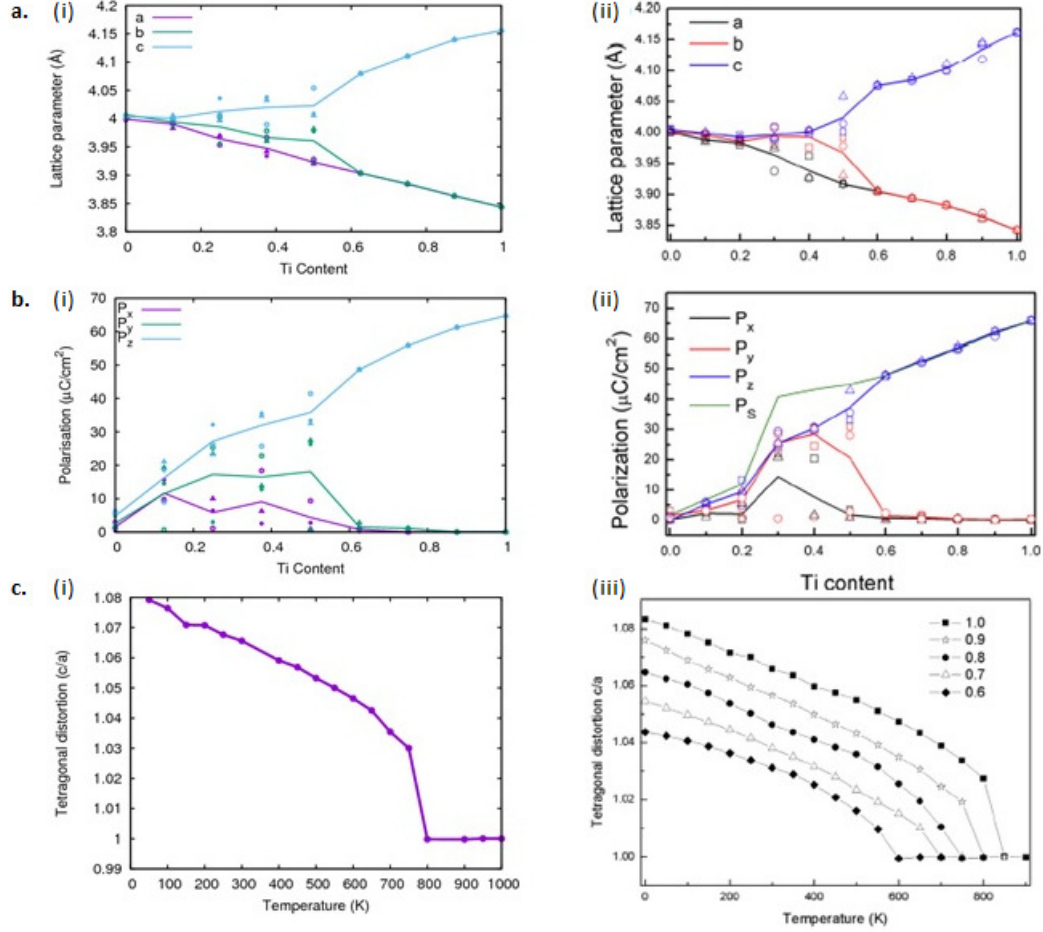 a. (i)
4.2
4.15
4.1
4.05
4
3.95
3.9
3.85
3.8
Lattice parameter (Å)
a
b
c
0 0.2 0.4 0.6 0.8 1
Ti Content
(ii)
4.20
4.15
4.10
4.05
4.00
3.95
3.90
3.85
Lattice parameter (Å)
a
b
c
0.0 0.2 0.4 0.6 0.8 1.0
b. (i)
70
60
50
40
30
20
10
0
Polarisation (μC/cm²)
Px
Py
Pz
0 0.2 0.4 0.6 0.8 1
Ti Content
(ii)
70
60
50
40
30
20
10
0
Polarization (μC/cm²)
Px
Py
Pz
PS
0.0 0.2 0.4 0.6 0.8 1.0
Ti content
c. (i)
1.08
1.07
1.06
1.05
1.04
1.03
1.02
1.01
1
0.99
Tetragonal distortion (c/a)
0 100 200 300 400 500 600 700 800 900 1000
Temperature (K)
(iii)
1.08
1.06
1.04
1.02
1.00
Tetragonal distortion c/a
1.0
0.9
0.8
0.7
0.6
0 200 400 600 800
Temperature (K)